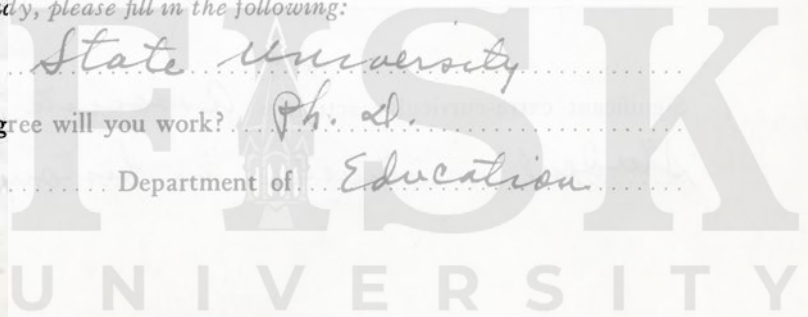 dy, please fill in the following:
State University
gree will you work? Ph. D.
Department of Education
FISK
UNIVERSITY